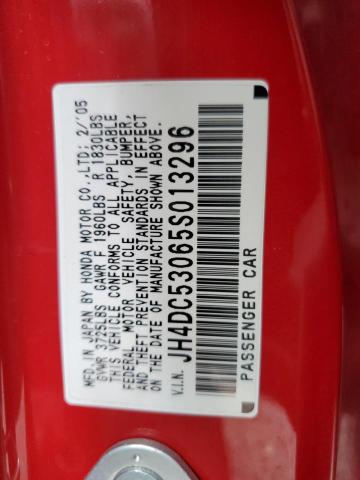 MFD.IN JAPAN BY HONDA MOTOR CO.,LTD; 2/'05
GVWR 3725LBS GAWR F 1960LBS R 1830LBS
THIS VEHICLE CONFORMS TO ALL APPLICABLE
FEDERAL MOTOR VEHICLE SAFETY, BUMPER,
AND THEFT PREVENTION STANDARDS IN EFFECT
ON THE DATE OF MANUFACTURE SHOWN ABOVE.
V.I.N. JH4DC53065S013296
PASSENGER CAR